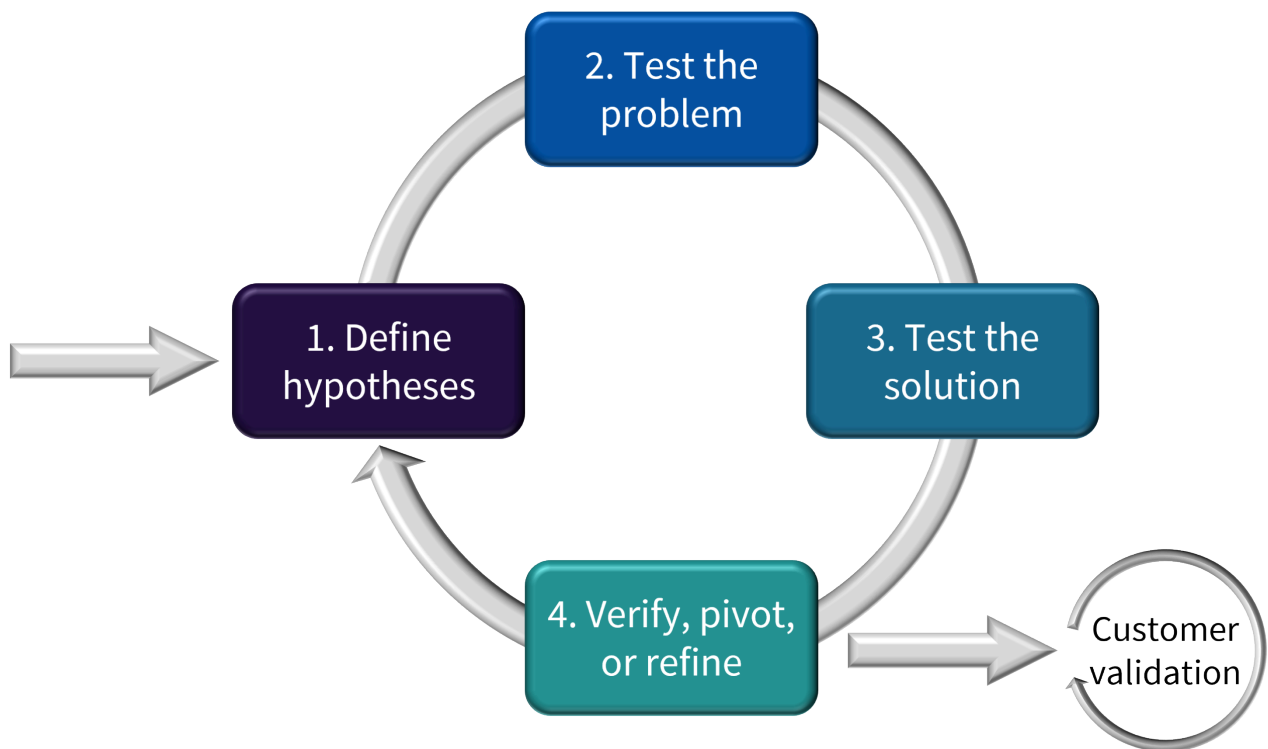 2. Test the
problem
1. Define
hypotheses
3. Test the
solution
4. Verify, pivot,
or refine
Customer
validation